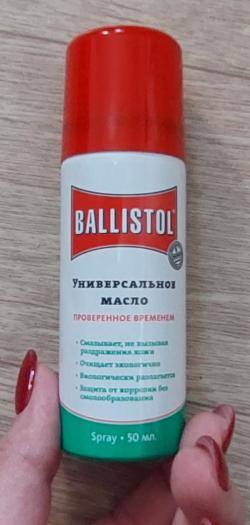 BALLISTOL
УНИВЕРСАЛЬНОЕ
МАСЛО
ПРОВЕРЕННОЕ ВРЕМЕНЕМ
• Смазывает, не вызывая
раздражения кожи
• Очищает экологично
• Биологически разлагается
• Защита от коррозии без
смолообразования
Spray • 50 мл.